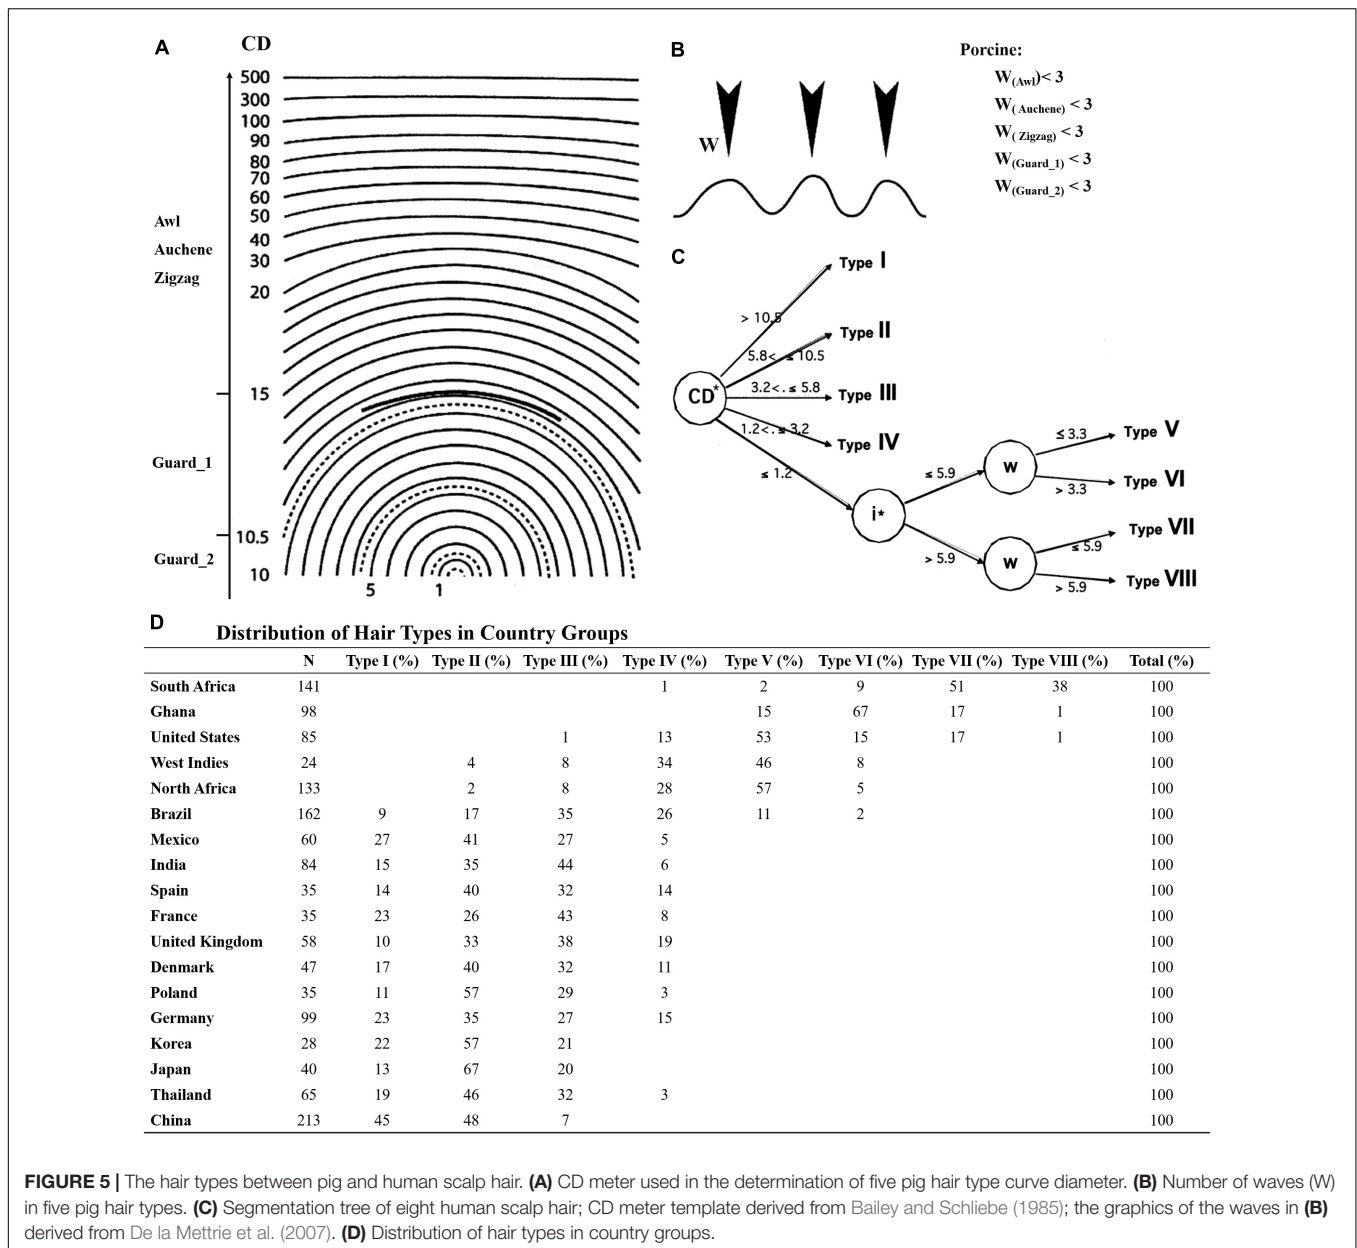 A
CD
500
300
100
90
80
70
60
50
40
30
20
15
10.5
10
5
1
Awl
Auchene
Zigzag
Guard_1
Guard_2
B
W
Porcine:
W(Awl)< 3
W( Auchene) < 3
W( Zigzag) < 3
W(Guard_1) < 3
W(Guard_2) < 3
C
CD*
> 10.5
Type I
5.8< . ≤ 10.5
Type II
3.2< . ≤ 5.8
Type III
1.2< . ≤ 3.2
Type IV
≤ 1.2
i*
≤ 5.9
W
≤ 3.3
Type V
> 3.3
Type VI
> 5.9
W
≤ 5.9
Type VII
> 5.9
Type VIII
D
Distribution of Hair Types in Country Groups
N Type I (%) Type II (%) Type III (%) Type IV (%) Type V (%) Type VI (%) Type VII (%) Type VIII (%) Total (%)
South Africa 141 1 2 9 51 38 100
Ghana 98 15 67 17 1 100
United States 85 1 13 53 15 17 1 100
West Indies 24 4 8 34 46 8 100
North Africa 133 2 8 28 57 5 100
Brazil 162 9 17 35 26 11 2 100
Mexico 60 27 41 27 5 100
India 84 15 35 44 6 100
Spain 35 14 40 32 14 100
France 35 23 26 43 8 100
United Kingdom 58 10 33 38 19 100
Denmark 47 17 40 32 11 100
Poland 35 11 57 29 3 100
Germany 99 23 35 27 15 100
Korea 28 22 57 21 100
Japan 40 13 67 20 100
Thailand 65 19 46 32 3 100
China 213 45 48 7 100
FIGURE 5 | The hair types between pig and human scalp hair. (A) CD meter used in the determination of five pig hair type curve diameter. (B) Number of waves (W)
in five pig hair types. (C) Segmentation tree of eight human scalp hair; CD meter template derived from Bailey and Schliebe (1985); the graphics of the waves in (B)
derived from De la Mettrie et al. (2007). (D) Distribution of hair types in country groups.